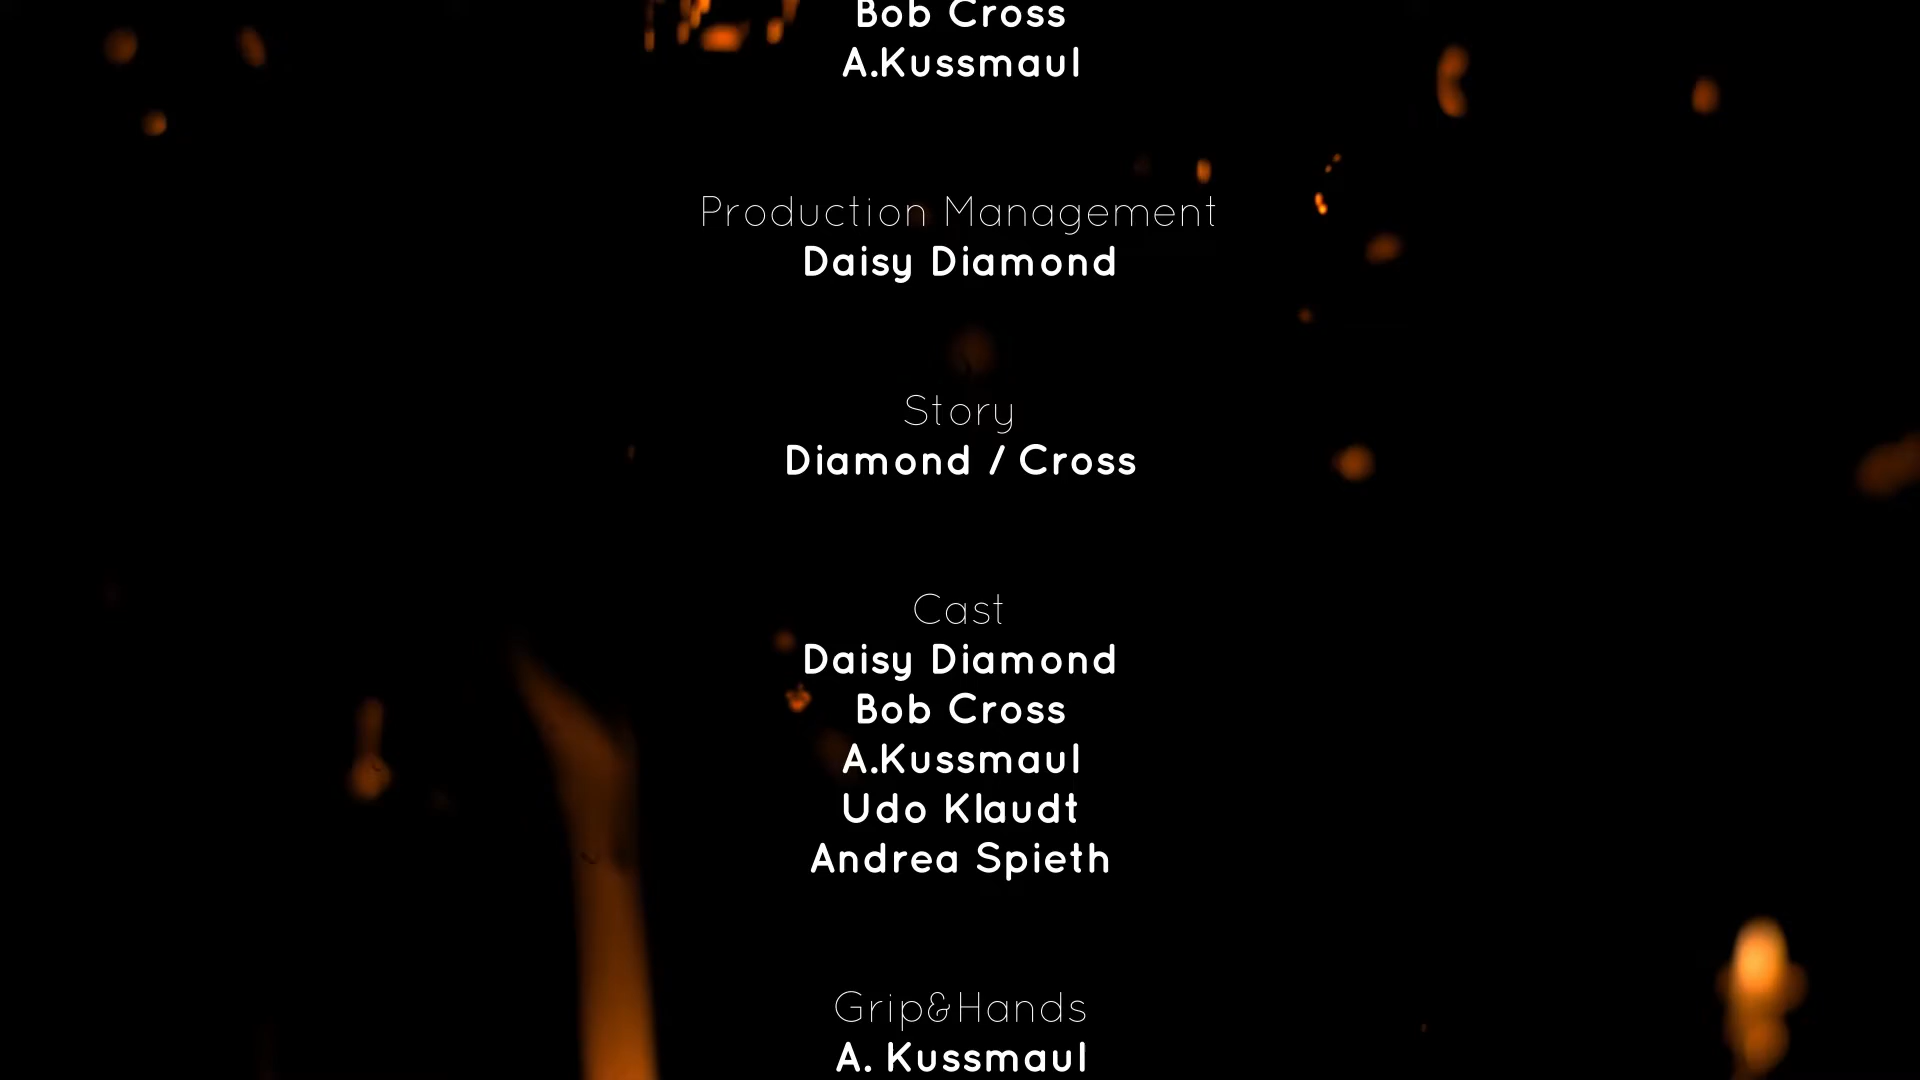 Bob Cross
A.Kussmaul
Production Management
Daisy Diamond
Story
Diamond / Cross
Cast
Daisy Diamond
Bob Cross
A.Kussmaul
Udo Klaudt
Andrea Spieth
Grip&Hands
A. Kussmaul